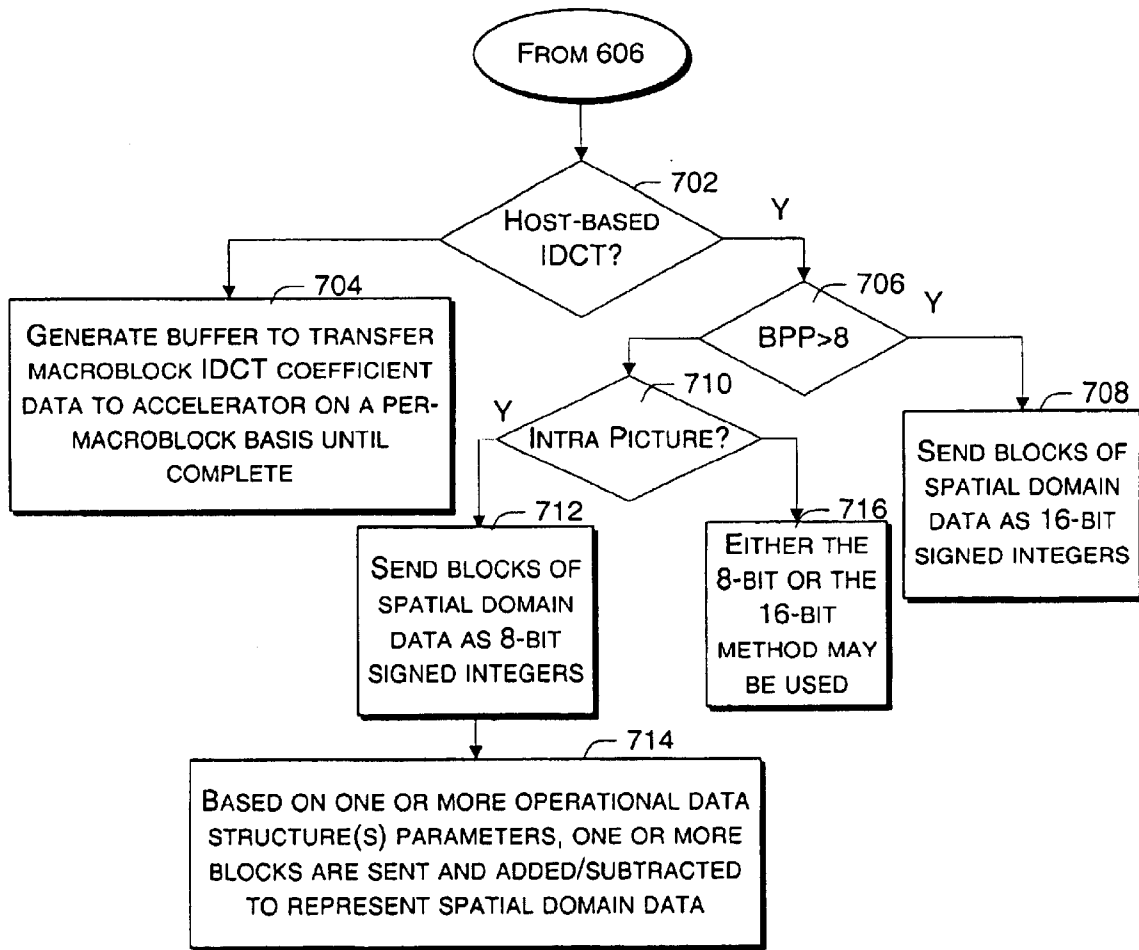 FROM 606
702
HOST-BASED
IDCT?
Y
704
GENERATE BUFFER TO TRANSFER
MACROBLOCK IDCT COEFFICIENT
DATA TO ACCELERATOR ON A PER-
MACROBLOCK BASIS UNTIL
COMPLETE
706
BPP>8
Y
710
Y
INTRA PICTURE?
708
SEND BLOCKS OF
SPATIAL DOMAIN
DATA AS 16-BIT
SIGNED INTEGERS
712
SEND BLOCKS OF
SPATIAL DOMAIN
DATA AS 8-BIT
SIGNED INTEGERS
716
EITHER THE
8-BIT OR THE
16-BIT
METHOD MAY
BE USED
714
BASED ON ONE OR MORE OPERATIONAL DATA
STRUCTURE(S) PARAMETERS, ONE OR MORE
BLOCKS ARE SENT AND ADDED/SUBTRACTED
TO REPRESENT SPATIAL DOMAIN DATA